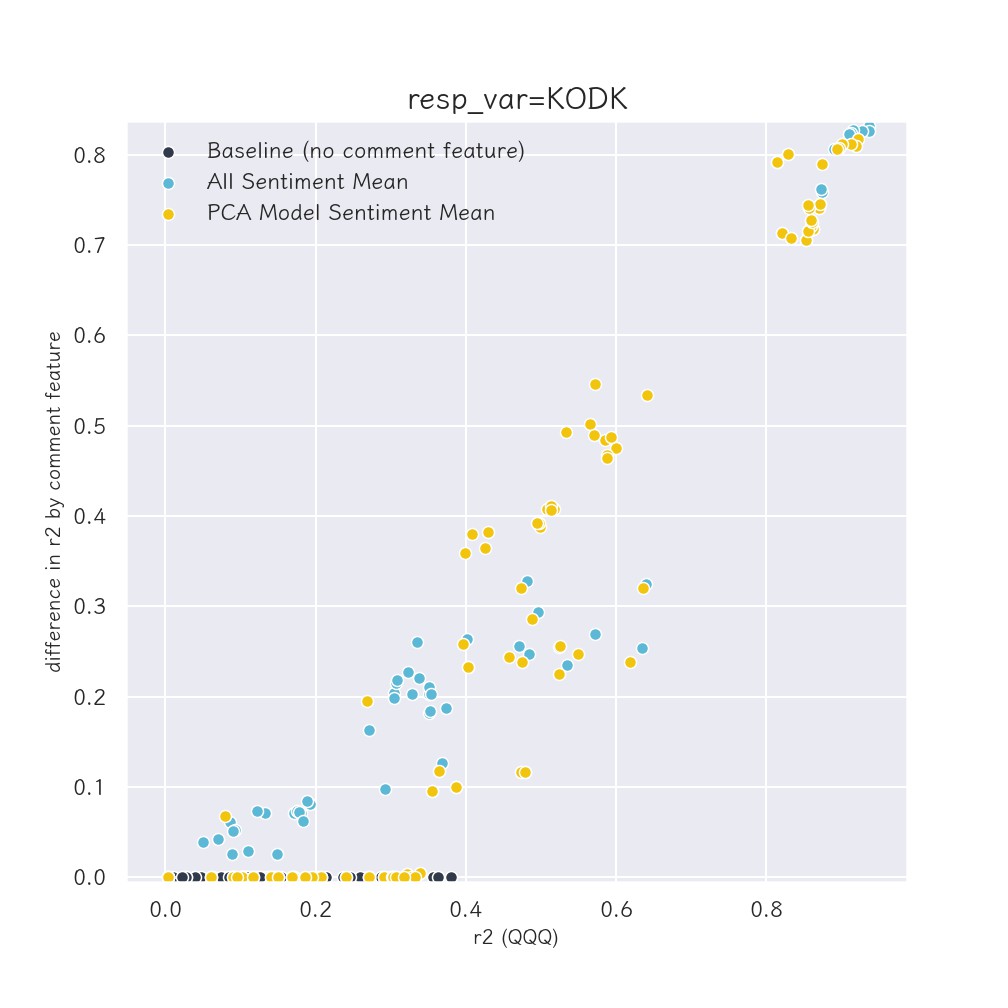 resp_var=KODK
Baseline (no comment feature)
All Sentiment Mean
PCA Model Sentiment Mean
difference in r2 by comment feature
0.8
0.7
0.6
0.5
0.4
0.3
0.2
0.1
0.0
0.0 0.2 0.4 0.6 0.8
r2 (QQQ)